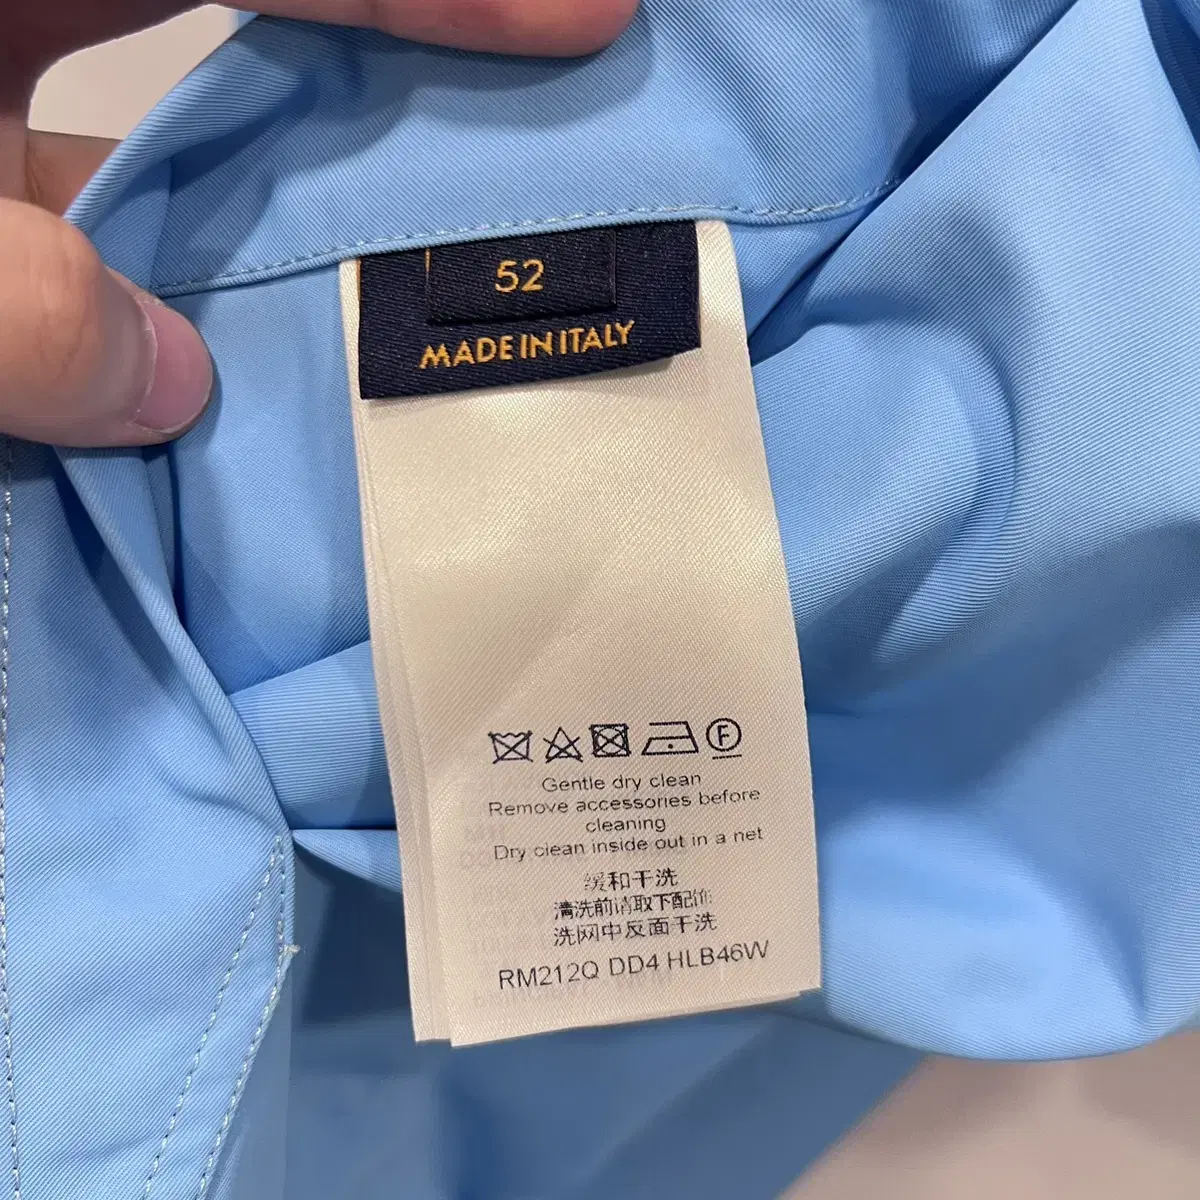 52
MADE IN ITALY
F
Gentle dry clean
Remove accessories before
cleaning
Dry clean inside out in a net
缓和干洗
清洗前请取下配饰
洗网中反面干洗
RM212Q DD4 HLB46W